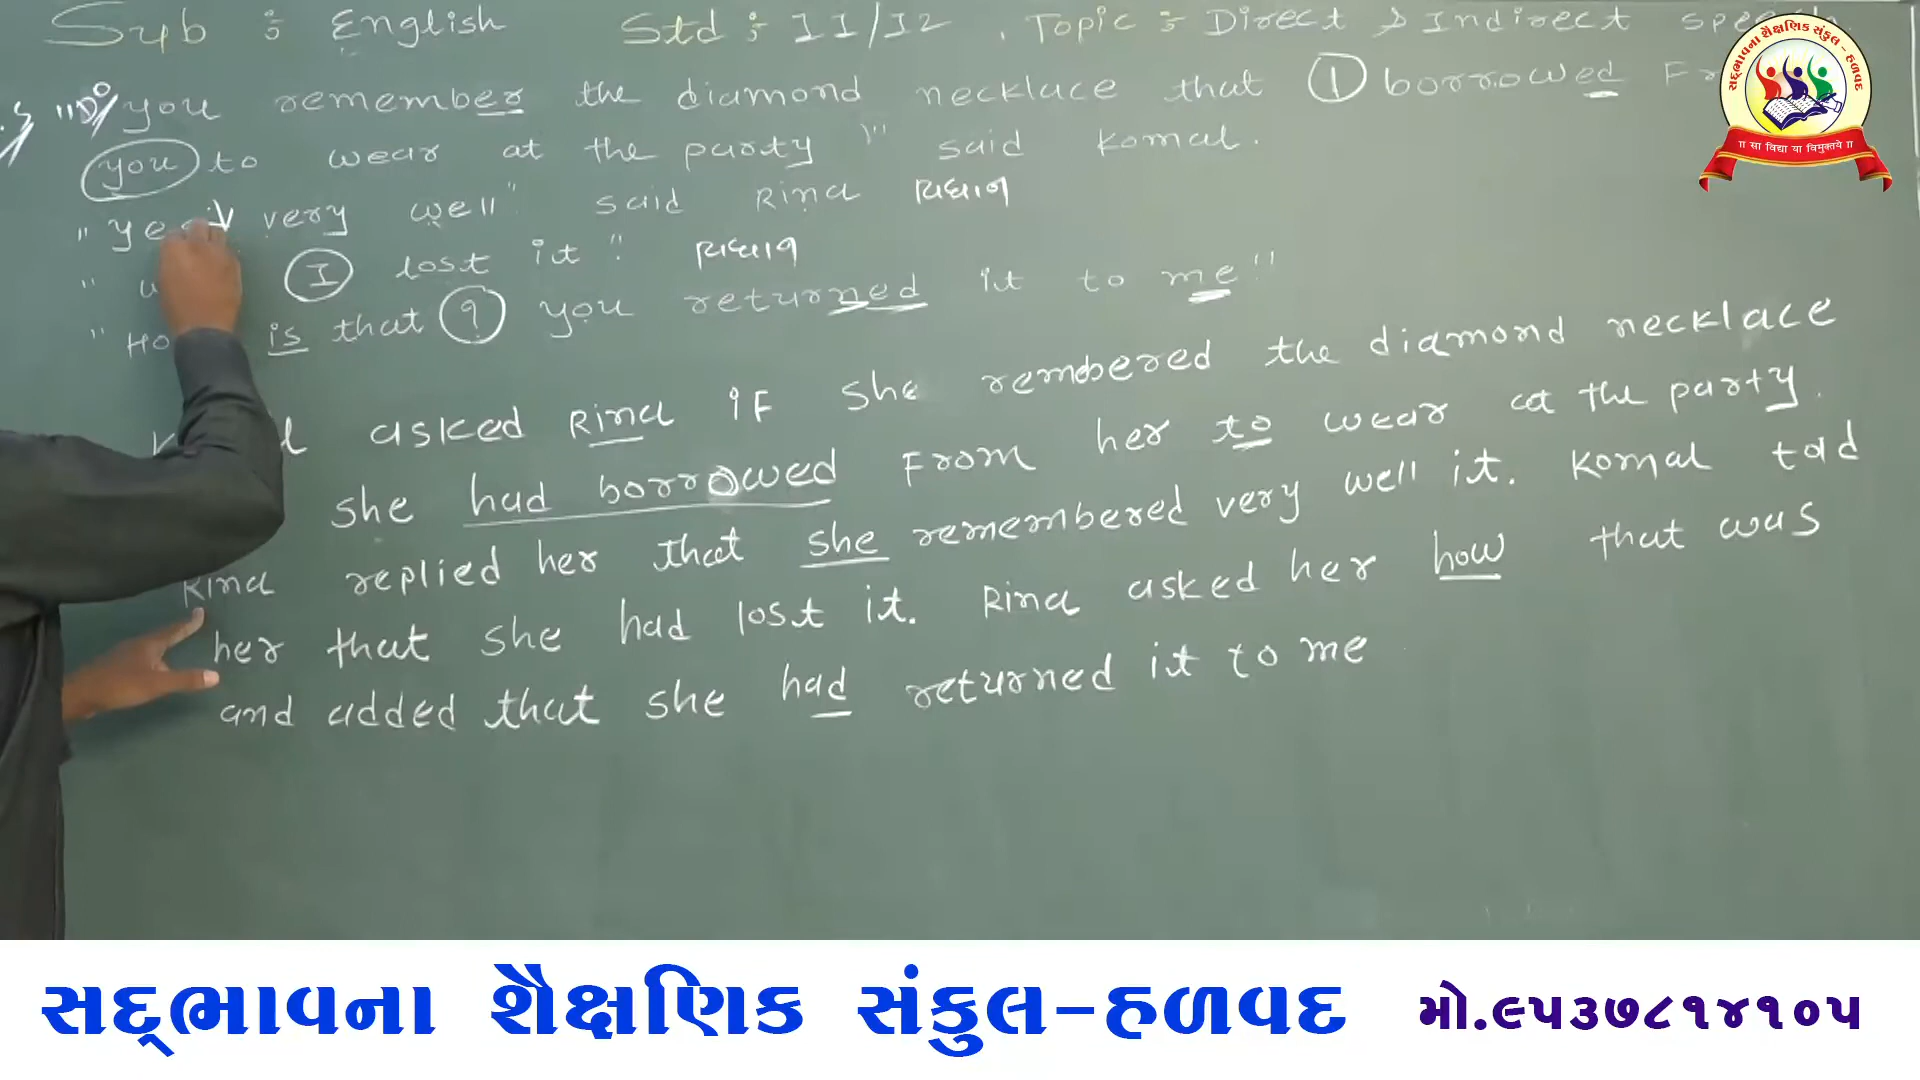 Sub : English Std : 11/12 . Topic : Direct & Indirect
"Do you remember the diamond necklace that I borrowed
you to wear at the party" said Komal.
"Yes, very well" said Rina વિધાન
" I lost it" વિધાન
"How is that ? you returned it to me"
asked Rina if she rembered the diamond necklace
she had borrowed from her to wear at the party.
Rina replied her that she remembered very well it. Komal tod
her that she had lost it. Rina asked her how that was
and added that she had returned it to me
સદ્ભાવના શૈક્ષણિક સંકુલ - હળવદ
॥ सा विद्या या विमुक्तये ॥
સદ્ભાવના શૈક્ષણિક સંકુલ-હળવદ મો.૯૫૩૭૮૧૪૧૦૫